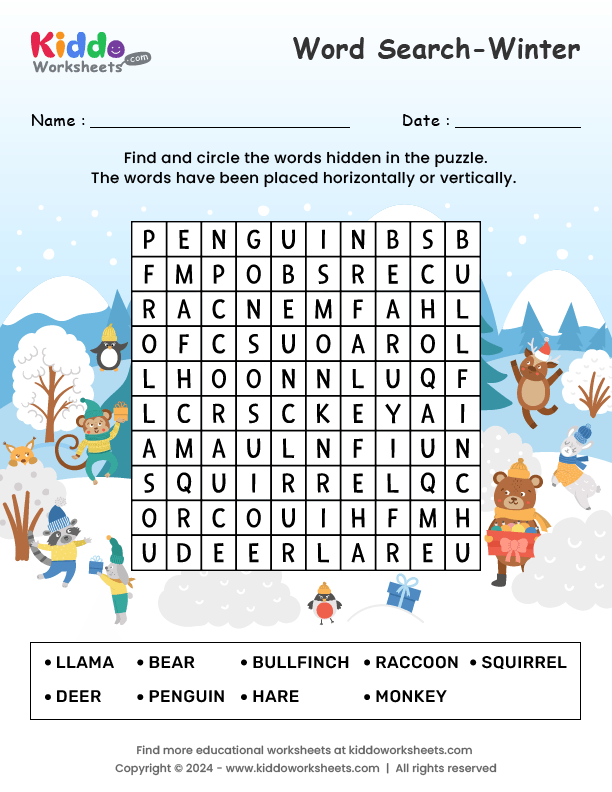 Kiddo
Worksheets .com
Word Search-Winter
Name : Date :
Find and circle the words hidden in the puzzle.
The words have been placed horizontally or vertically.
P E N G U I N B S B
F M P O B S R E C U
R A C N E M F A H L
O F C S U O A R O L
L H O O N N L U Q F
L C R S C K E Y A I
A M A U L N F I U N
S Q U I R R E L Q C
O R C O U I H F M H
U D E E R L A R E U
• LLAMA • BEAR • BULLFINCH • RACCOON • SQUIRREL
• DEER • PENGUIN • HARE • MONKEY
Find more educational worksheets at kiddoworksheets.com
Copyright © 2024 - www.kiddoworksheets.com | All rights reserved